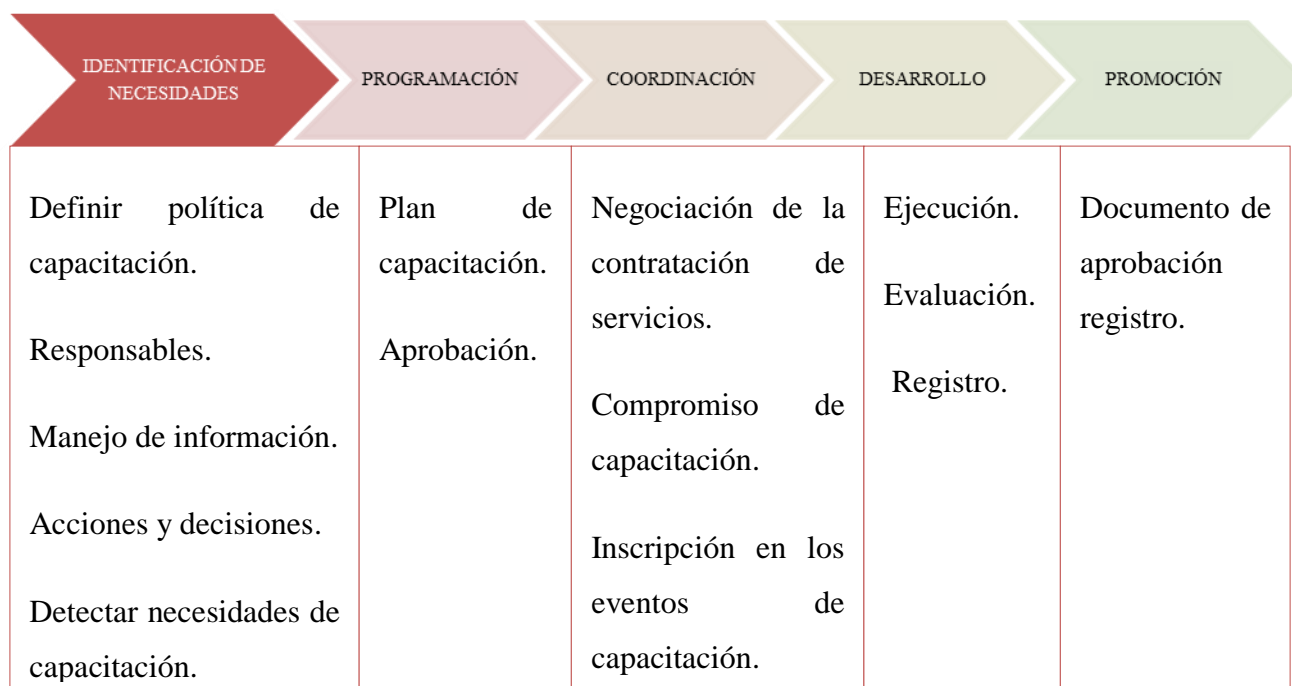 IDENTIFICACIÓN DE
NECESIDADES
PROGRAMACIÓN
COORDINACIÓN
DESARROLLO
PROMOCIÓN
Definir política de
capacitación.
Responsables.
Manejo de información.
Acciones y decisiones.
Detectar necesidades de
capacitación.
Plan de
capacitación.
Aprobación.
Negociación de la
contratación de
servicios.
Compromiso de
capacitación.
Inscripción en los
eventos de
capacitación.
Ejecución.
Evaluación.
Registro.
Documento de
aprobación
registro.